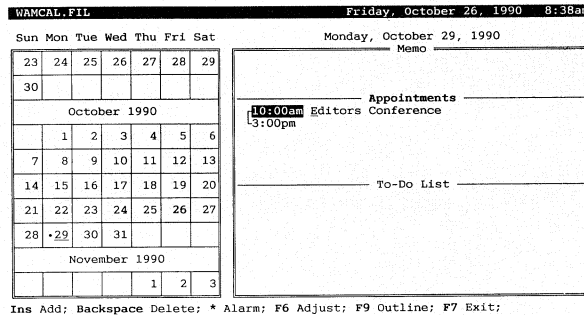 WAMCAL.FIL Friday, October 26, 1990 8:38am
Sun Mon Tue Wed Thu Fri Sat
Monday, October 29, 1990
Memo
23 24 25 26 27 28 29
30
October 1990
1 2 3 4 5 6
7 8 9 10 11 12 13
14 15 16 17 18 19 20
21 22 23 24 25 26 27
28 •29 30 31
November 1990
1 2 3
Appointments
10:00am Editors Conference
3:00pm
To-Do List
Ins Add; Backspace Delete; * Alarm; F6 Adjust; F9 Outline; F7 Exit;